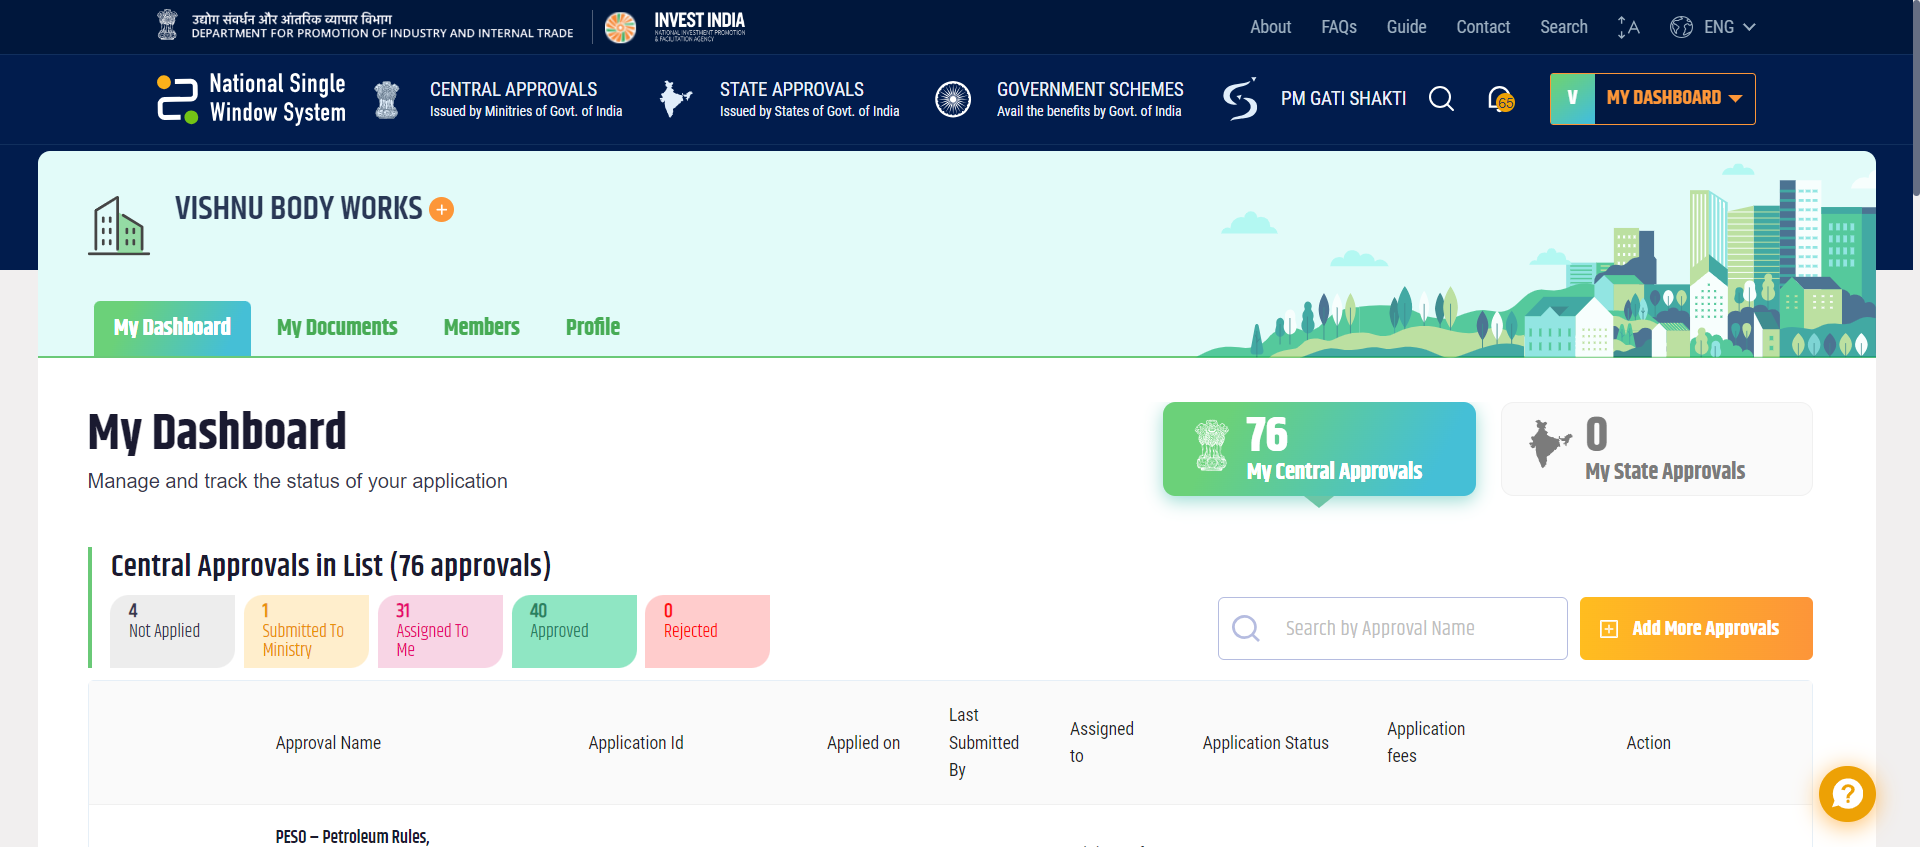 उद्योग संवर्धन और आंतरिक व्यापार विभाग
DEPARTMENT FOR PROMOTION OF INDUSTRY AND INTERNAL TRADE
INVEST INDIA
NATIONAL INVESTMENT PROMOTION
& FACILITATION AGENCY
About
FAQs
Guide
Contact
Search
A
ENG
National Single
Window System
CENTRAL APPROVALS
Issued by Minitries of Govt. of India
STATE APPROVALS
Issued by States of Govt. of India
GOVERNMENT SCHEMES
Avail the benefits by Govt. of India
PM GATI SHAKTI
65
V
MY DASHBOARD
VISHNU BODY WORKS
My Dashboard
My Documents
Members
Profile
My Dashboard
Manage and track the status of your application
76
My Central Approvals
0
My State Approvals
Central Approvals in List (76 approvals)
4
Not Applied
1
Submitted To
Ministry
31
Assigned To
Me
40
Approved
0
Rejected
Search by Approval Name
Add More Approvals
Approval Name
Application Id
Applied on
Last
Submitted
By
Assigned
to
Application Status
Application
fees
Action
PESO – Petroleum Rules,